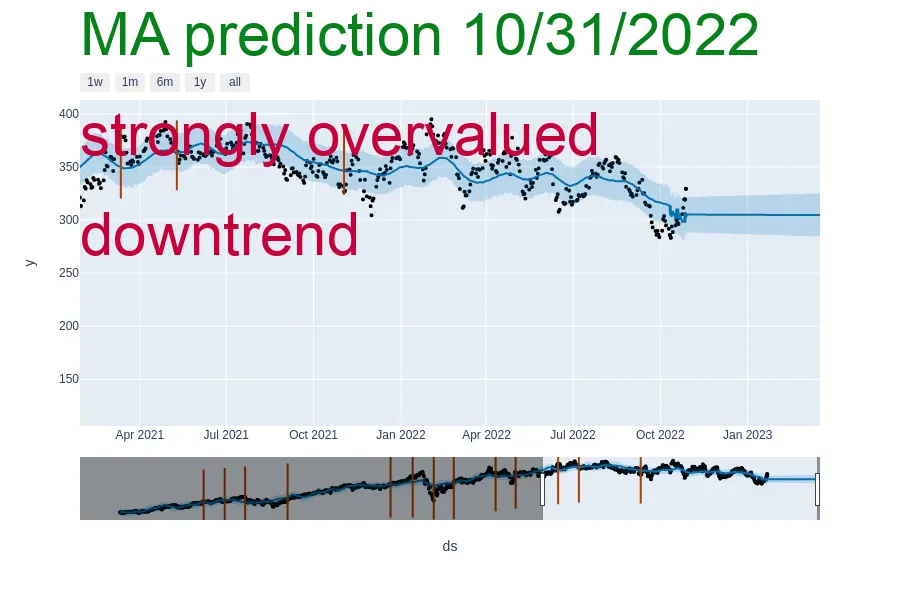 MA prediction 10/31/2022
1w 1m 6m 1y all
400
strongly overvalued
350
300
downtrend
y
250
200
150
Apr 2021 Jul 2021 Oct 2021 Jan 2022 Apr 2022 Jul 2022 Oct 2022 Jan 2023
ds